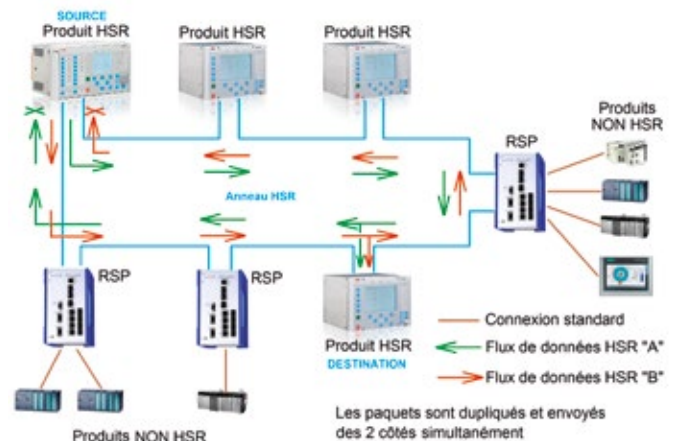 SOURCE
Produit HSR
Produit HSR
Produit HSR
Produits
NON HSR
RSP
Anneau HSR
RSP
RSP
Produit HSR
DESTINATION
Connexion standard
Flux de données HSR "A"
Flux de données HSR "B"
Produits NON HSR
Les paquets sont dupliqués et envoyés
des 2 côtés simultanément